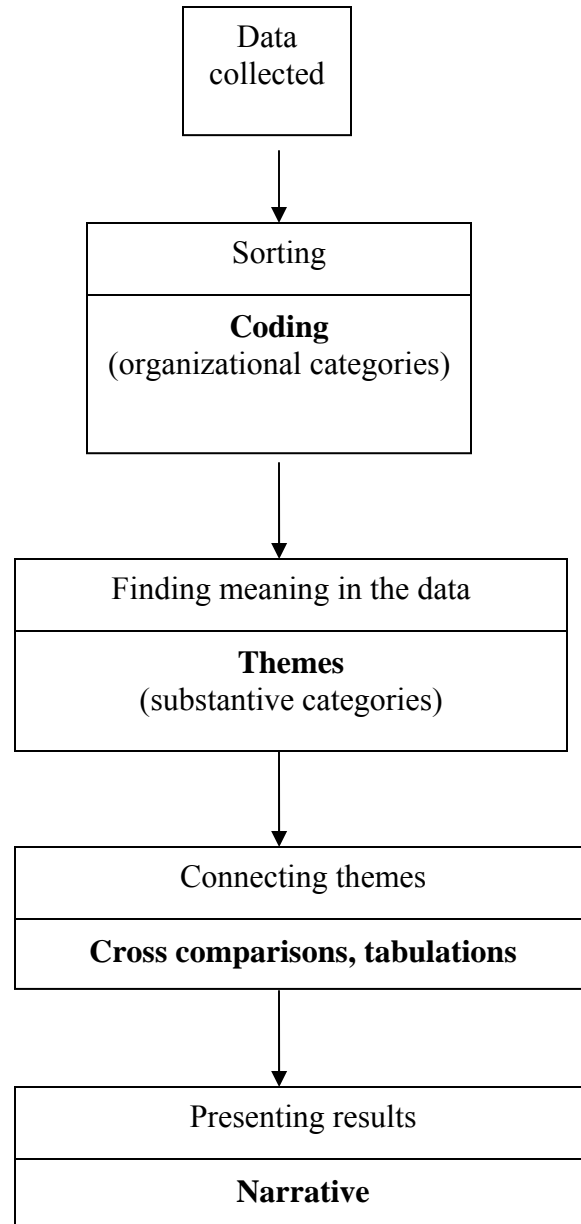 Data
collected
Sorting
Coding
(organizational categories)
Finding meaning in the data
Themes
(substantive categories)
Connecting themes
Cross comparisons, tabulations
Presenting results
Narrative